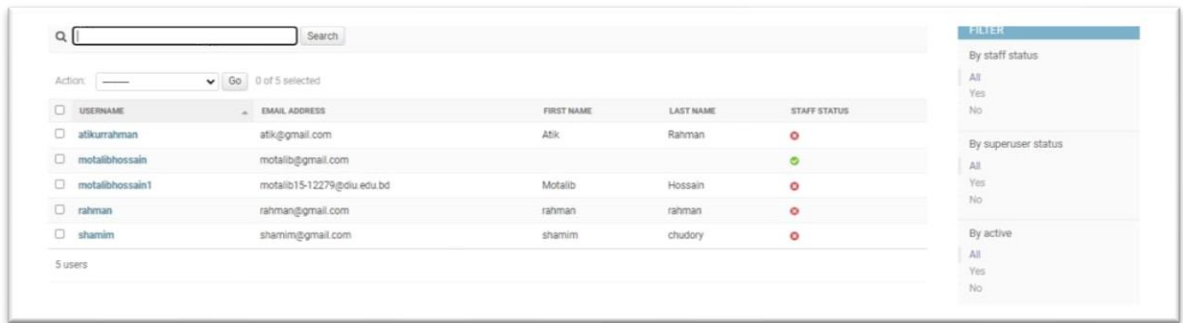 Search
Action: ------ Go 0 of 5 selected
USERNAME EMAIL ADDRESS FIRST NAME LAST NAME STAFF STATUS
atikurrahman atik@gmail.com Atik Rahman
motalibhossain motalib@gmail.com
motalibhossain1 motalib15-12279@diu.edu.bd Motalib Hossain
rahman rahman@gmail.com rahman rahman
shamim shamim@gmail.com shamim chudory
5 users
FILTER
By staff status
All
Yes
No
By superuser status
All
Yes
No
By active
All
Yes
No